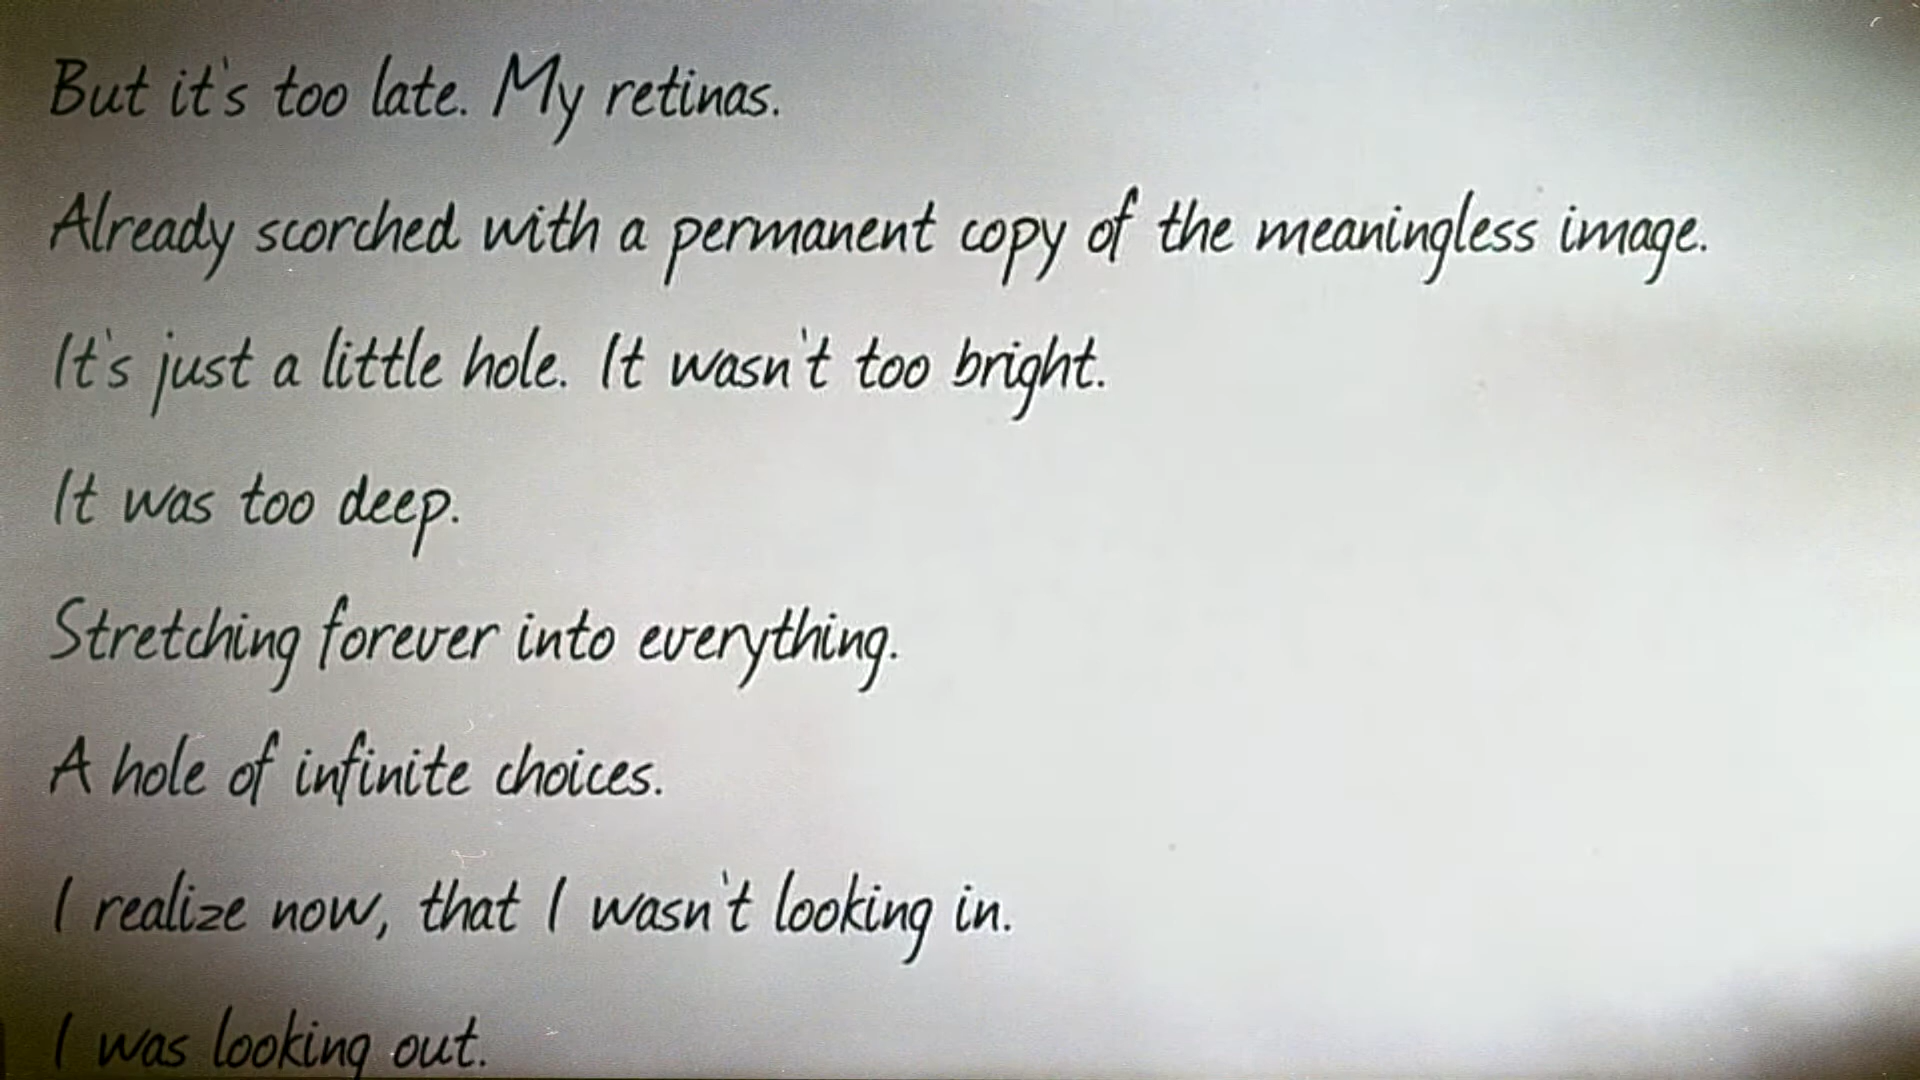 But it's too late. My retinas.
Already scorched with a permanent copy of the meaningless image.
It's just a little hole. It wasn't too bright.
It was too deep.
Stretching forever into everything.
A hole of infinite choices.
I realize now, that I wasn't looking in.
I was looking out.